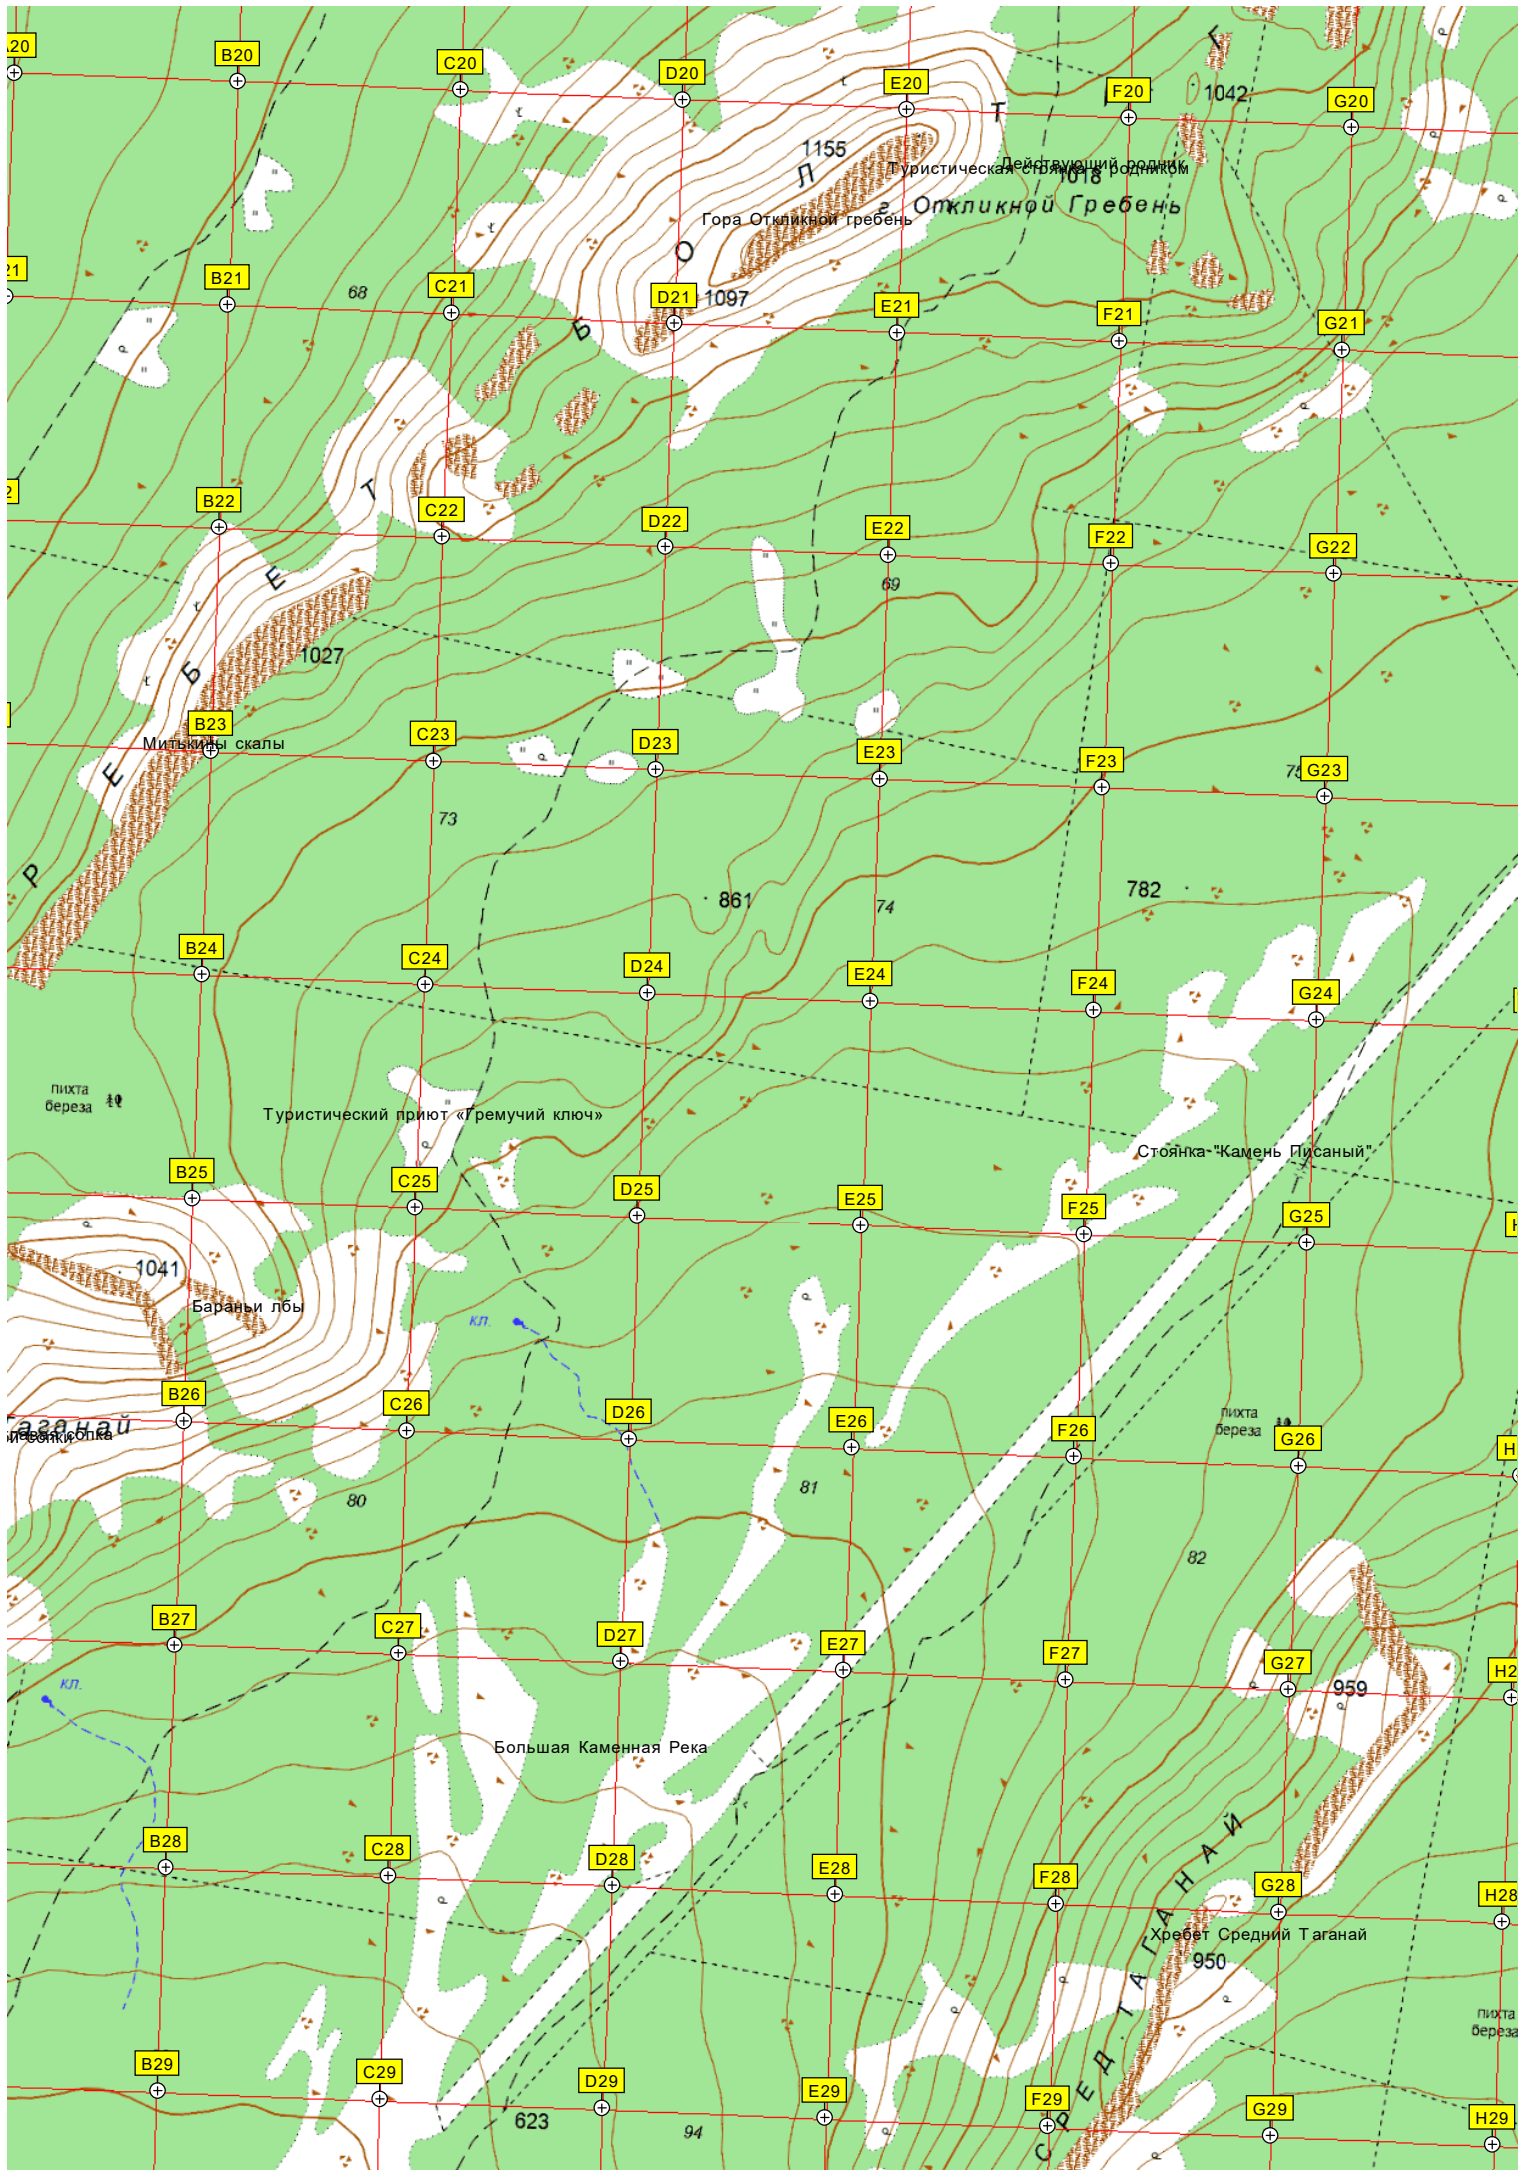 B20
C20
D20
E20
F20
G20
1042
1155
Л
Т
Г
Действующий родник
Туристическая стоянка с родником
1018
г. Откликной Гребень
Гора Откликной гребень
О
B21
68
C21
D21
1097
E21
F21
G21
Б
B22
Т
C22
D22
E22
F22
G22
Е
69
1027
Б
B23
Митькины скалы
C23
D23
E23
F23
G23
Е
73
Р
861
74
782
B24
C24
D24
E24
F24
G24
пихта
береза
Туристический приют «Гремучий ключ»
Стоянка "Камень Писаный"
B25
C25
D25
E25
F25
G25
1041
Бараньи лбы
кл.
B26
C26
D26
E26
F26
G26
пихта
береза
80
81
82
B27
C27
D27
E27
F27
G27
кл.
959
Большая Каменная Река
B28
C28
D28
E28
F28
G28
H28
Хребет Средний Таганай
950
СРЕД. ТАГАНАЙ
пихта
береза
B29
C29
D29
E29
F29
G29
H29
623
94